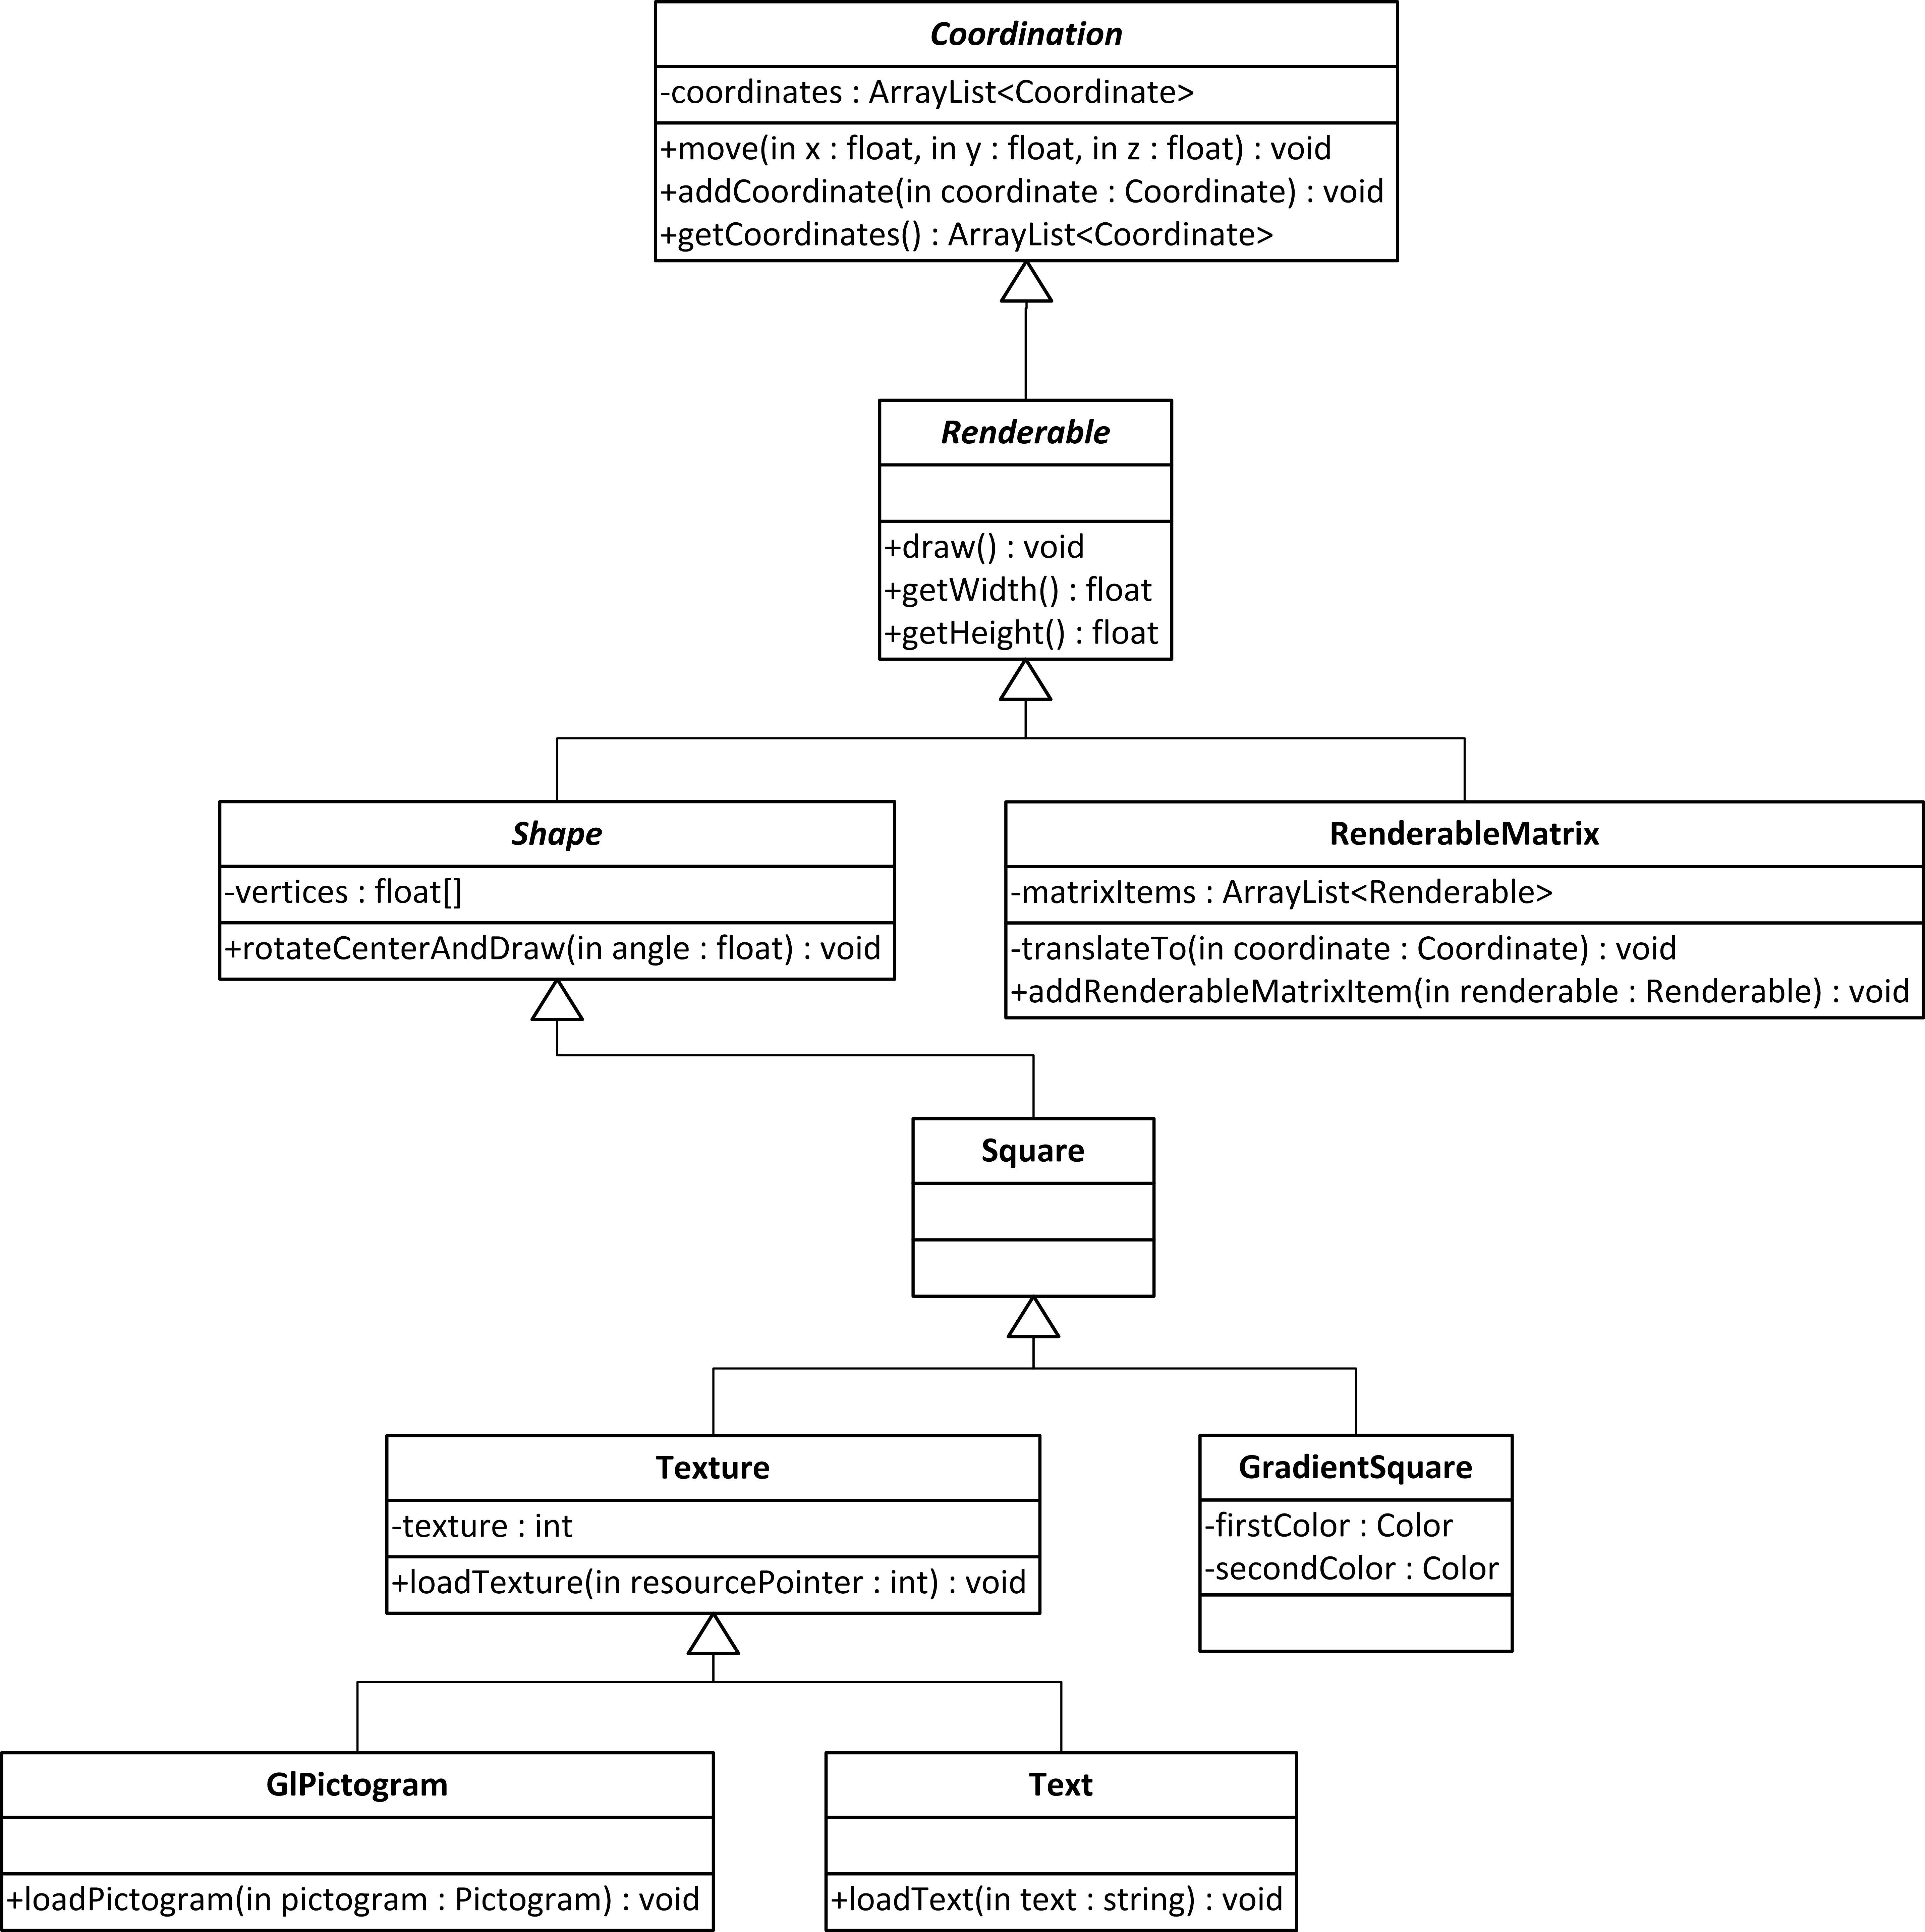 Coordination
-coordinates : ArrayList<Coordinate>
+move(in x : float, in y : float, in z : float) : void
+addCoordinate(in coordinate : Coordinate) : void
+getCoordinates() : ArrayList<Coordinate>
Renderable
+draw() : void
+getWidth() : float
+getHeight() : float
Shape
-vertices : float[]
+rotateCenterAndDraw(in angle : float) : void
RenderableMatrix
-matrixItems : ArrayList<Renderable>
-translateTo(in coordinate : Coordinate) : void
+addRenderableMatrixItem(in renderable : Renderable) : void
Square
Texture
-texture : int
+loadTexture(in resourcePointer : int) : void
GradientSquare
-firstColor : Color
-secondColor : Color
GlPictogram
+loadPictogram(in pictogram : Pictogram) : void
Text
+loadText(in text : string) : void